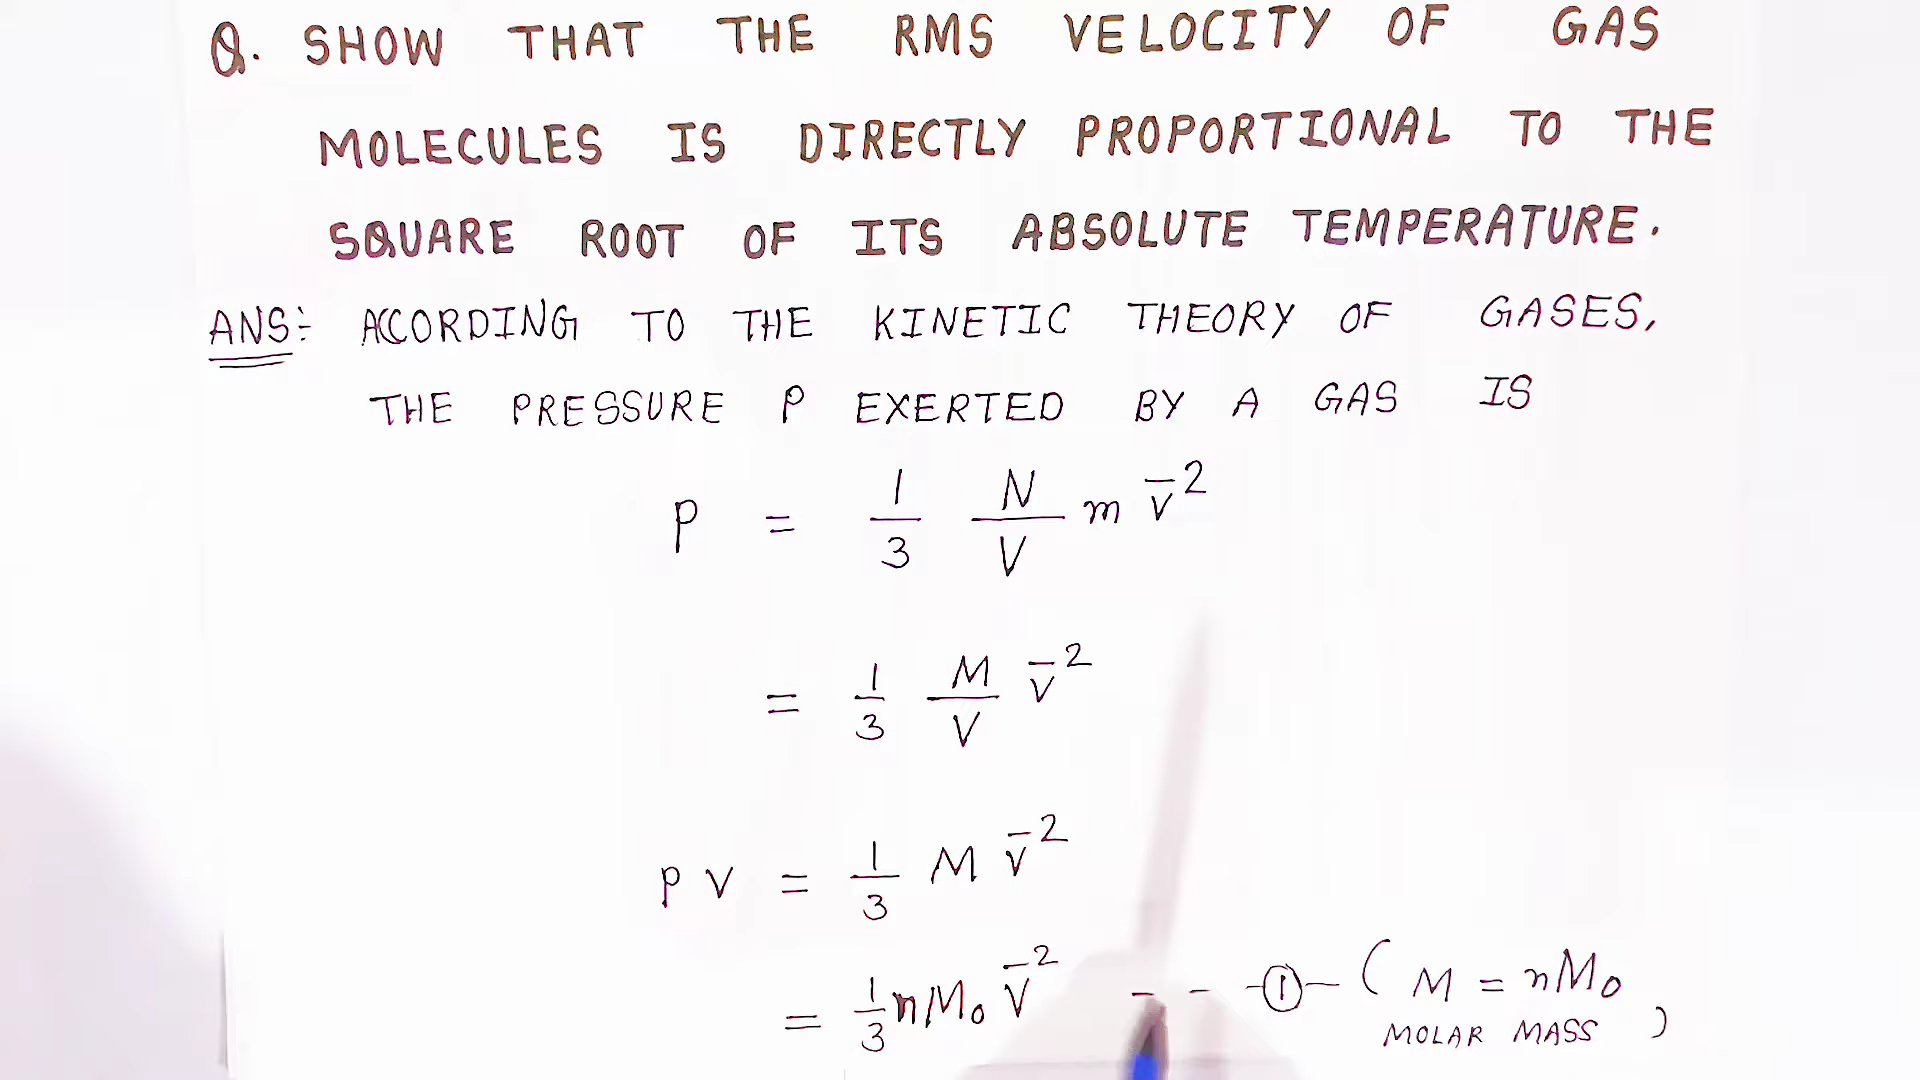 Q. SHOW THAT THE RMS VELOCITY OF GAS
MOLECULES IS DIRECTLY PROPORTIONAL TO THE
SQUARE ROOT OF ITS ABSOLUTE TEMPERATURE.
ANS:- ACCORDING TO THE KINETIC THEORY OF GASES,
THE PRESSURE P EXERTED BY A GAS IS
P = 1/3 N/V m v̅²
= 1/3 M/V v̅²
PV = 1/3 M v̅²
= 1/3 nM₀ v̅² - - -①- ( M = nM₀
MOLAR MASS )